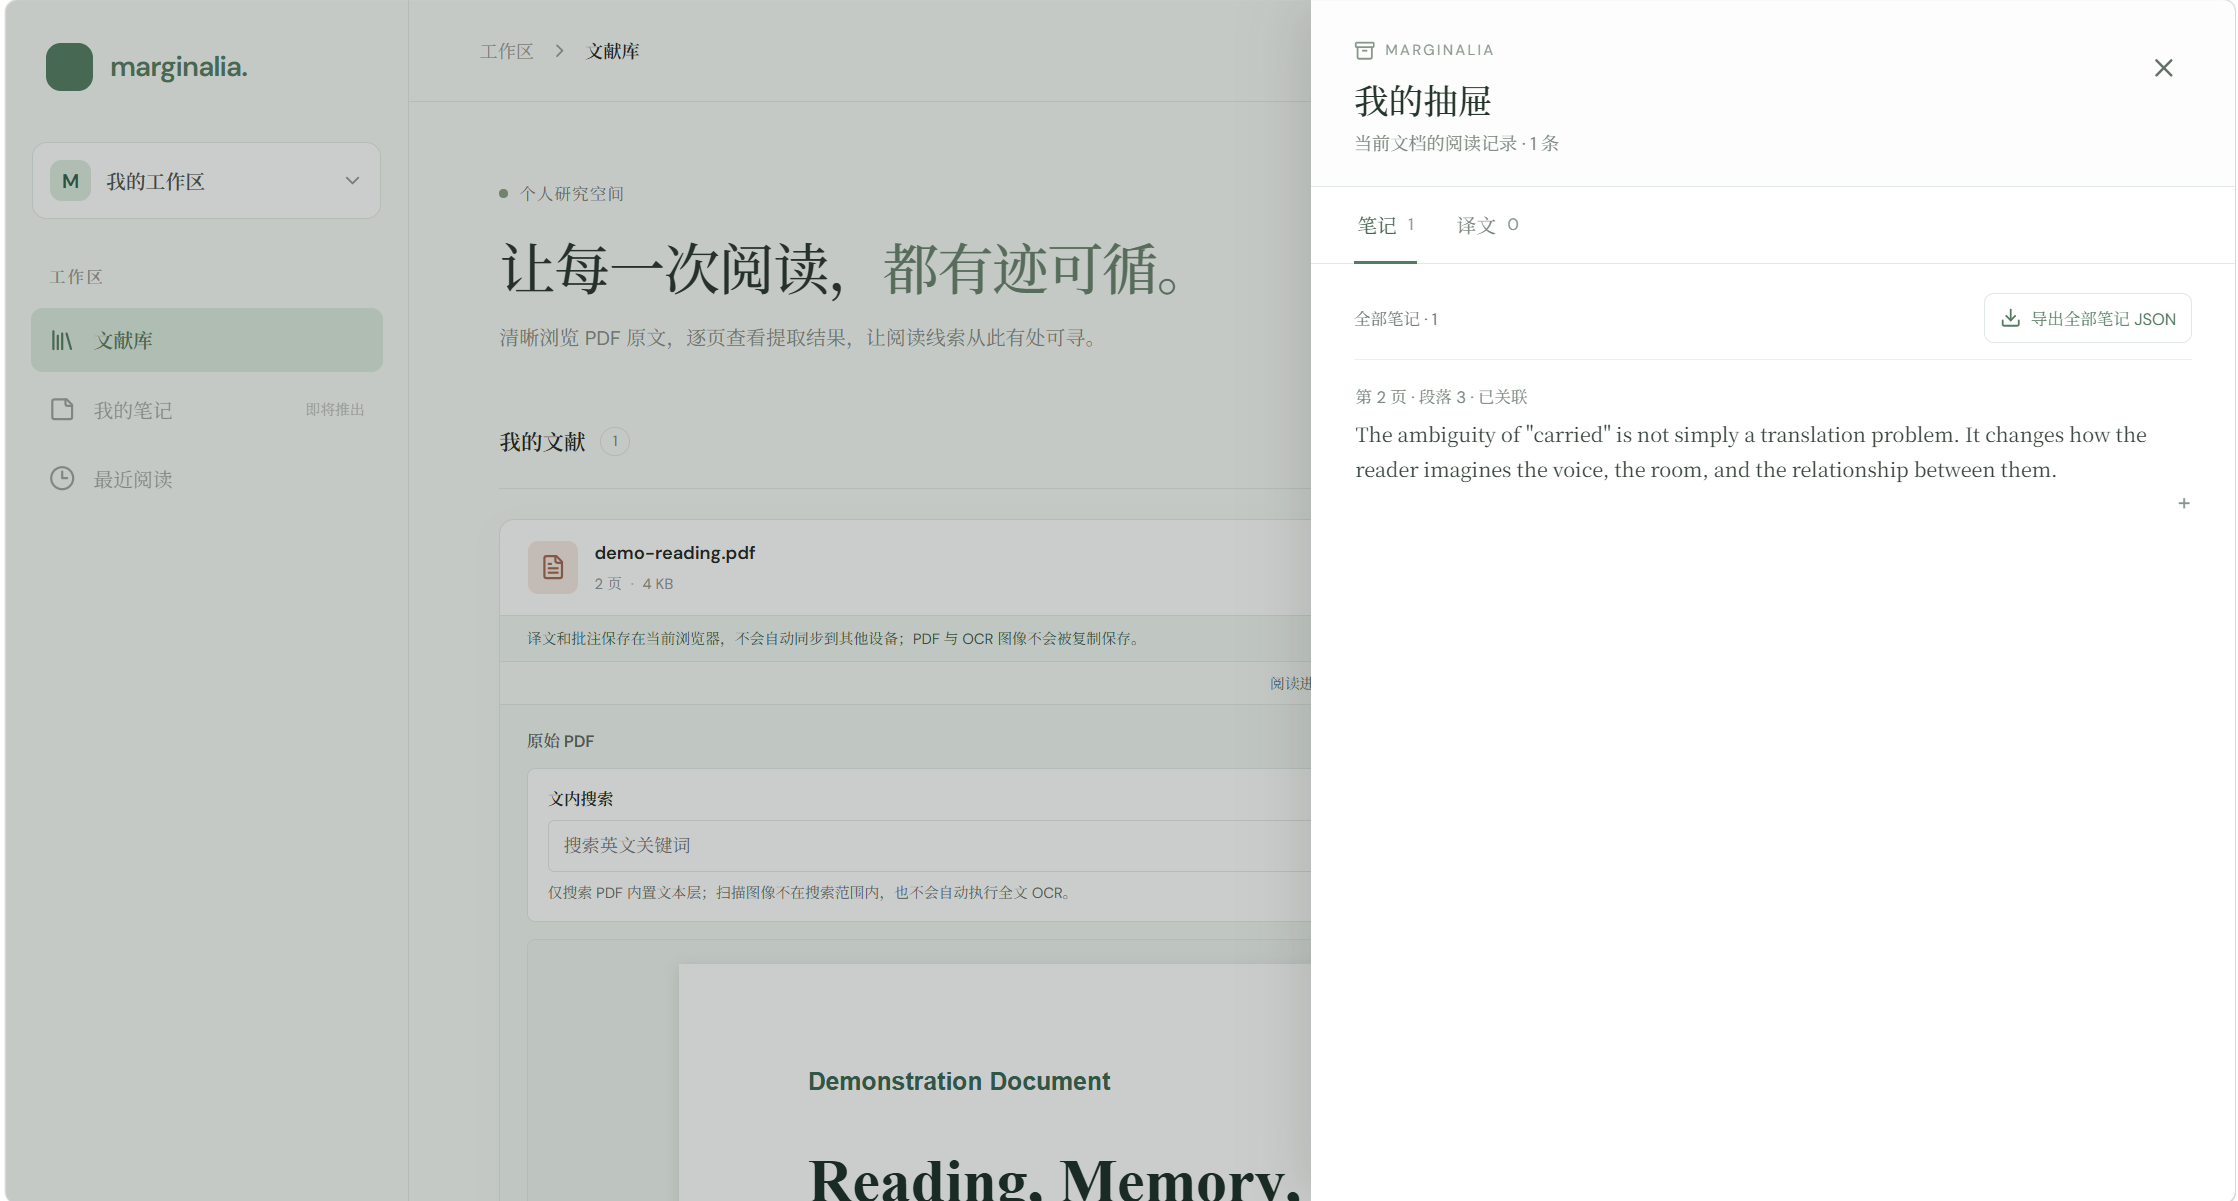 marginalia.
M 我的工作区
工作区
文献库
我的笔记 即将推出
最近阅读
工作区 > 文献库
个人研究空间
让每一次阅读，都有迹可循。
清晰浏览 PDF 原文，逐页查看提取结果，让阅读线索从此有处可寻。
我的文献 1
demo-reading.pdf
2 页 · 4 KB
译文和批注保存在当前浏览器，不会自动同步到其他设备；PDF 与 OCR 图像不会被复制保存。
阅读进
原始 PDF
文内搜索
搜索英文关键词
仅搜索 PDF 内置文本层；扫描图像不在搜索范围内，也不会自动执行全文 OCR。
Demonstration Document
Reading, Memory,
MARGINALIA
我的抽屉
当前文档的阅读记录 · 1 条
笔记 1 译文 0
全部笔记 · 1
导出全部笔记 JSON
第 2 页 · 段落 3 · 已关联
The ambiguity of "carried" is not simply a translation problem. It changes how the
reader imagines the voice, the room, and the relationship between them.
+